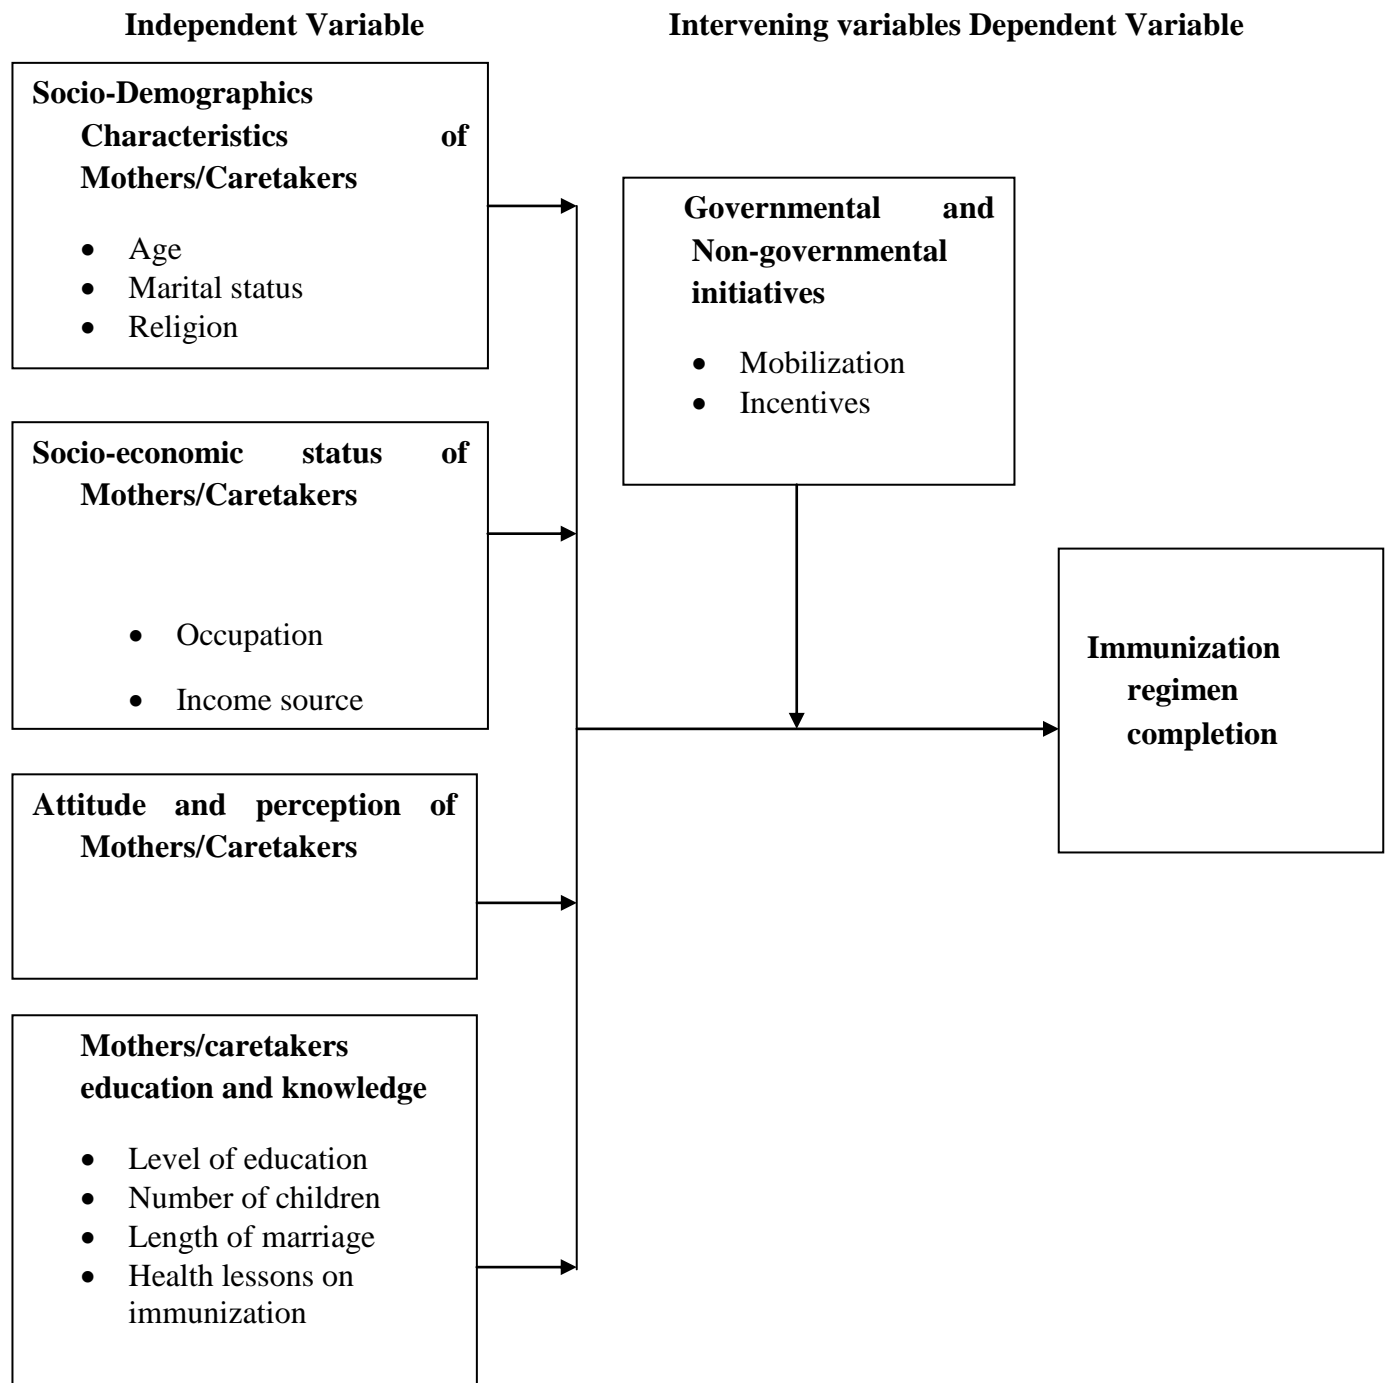 Independent Variable
Intervening variables Dependent Variable
Socio-Demographics
Characteristics of
Mothers/Caretakers
• Age
• Marital status
• Religion
Governmental and
Non-governmental
initiatives
• Mobilization
• Incentives
Socio-economic status of
Mothers/Caretakers
• Occupation
• Income source
Immunization
regimen
completion
Attitude and perception of
Mothers/Caretakers
Mothers/caretakers
education and knowledge
• Level of education
• Number of children
• Length of marriage
• Health lessons on
immunization